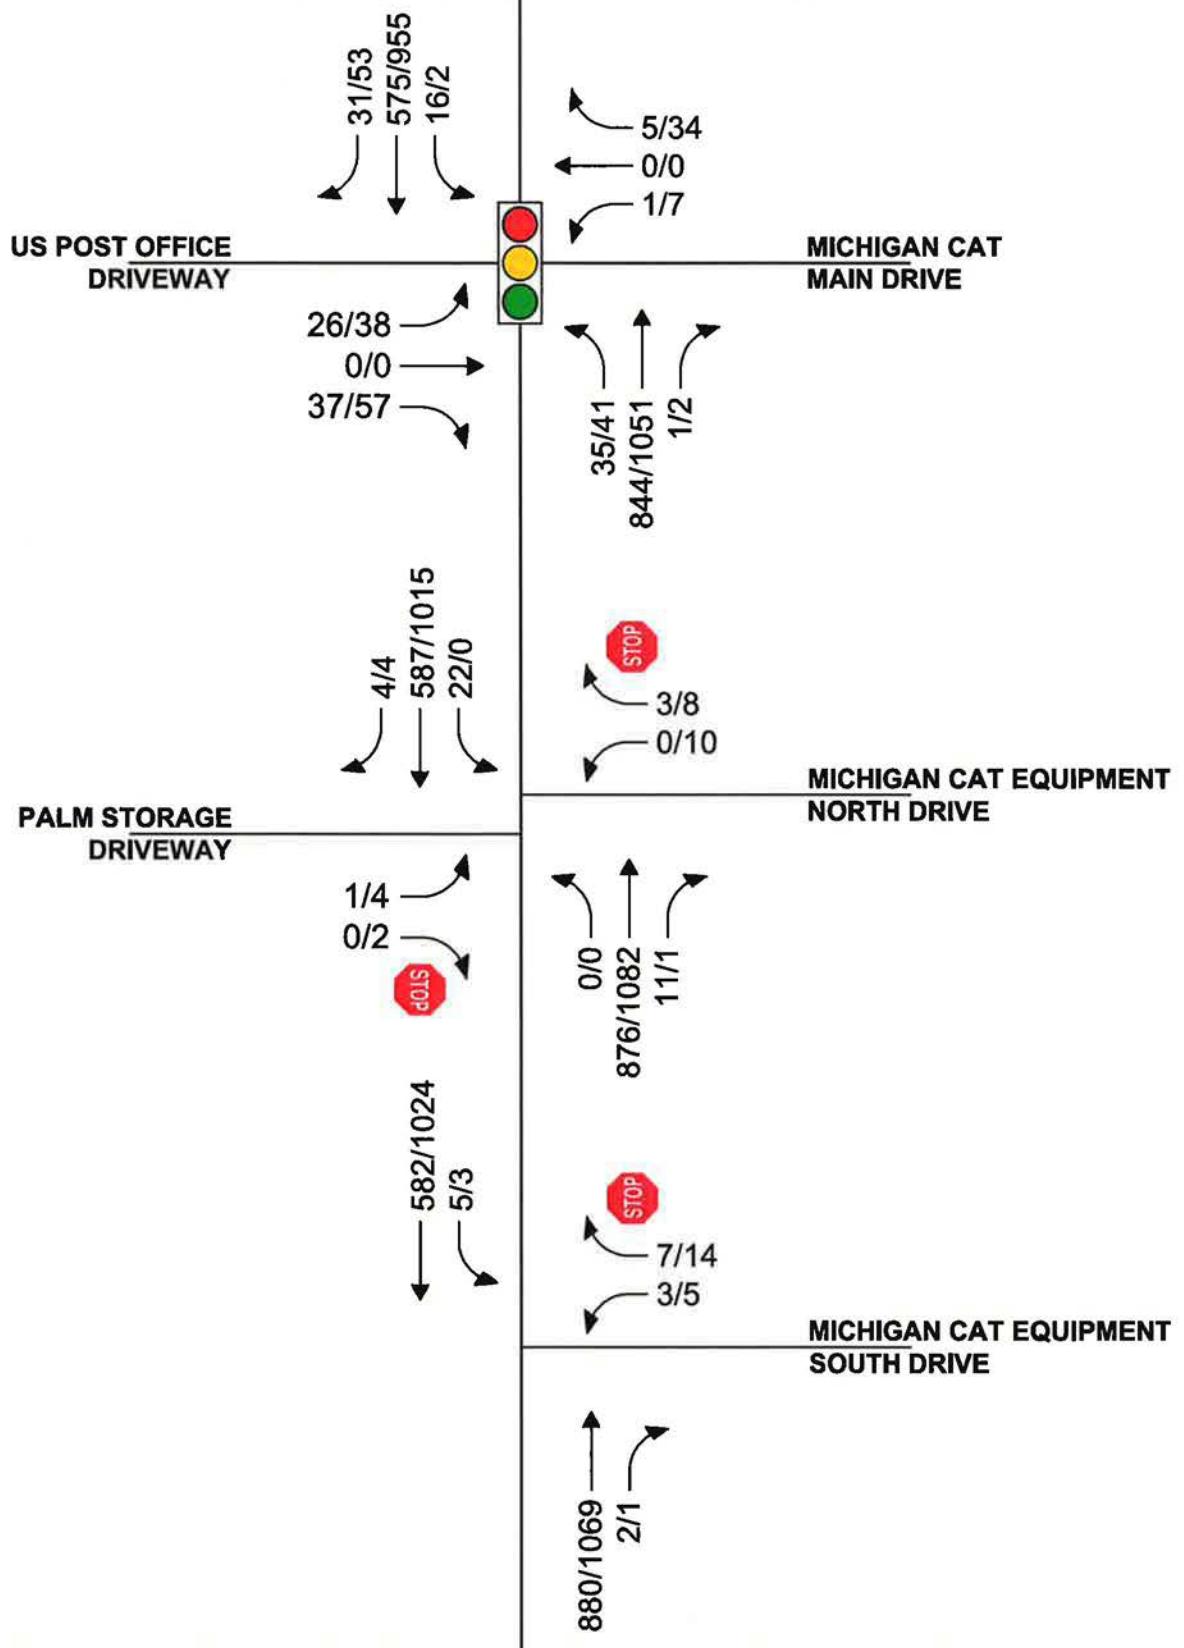 31/53
575/955
16/2
5/34
0/0
1/7
US POST OFFICE
DRIVEWAY
MICHIGAN CAT
MAIN DRIVE
26/38
0/0
37/57
35/41
844/1051
1/2
4/4
587/1015
22/0
STOP
3/8
0/10
MICHIGAN CAT EQUIPMENT
NORTH DRIVE
PALM STORAGE
DRIVEWAY
1/4
0/2
STOP
0/0
876/1082
11/1
582/1024
5/3
STOP
7/14
3/5
MICHIGAN CAT EQUIPMENT
SOUTH DRIVE
880/1069
2/1